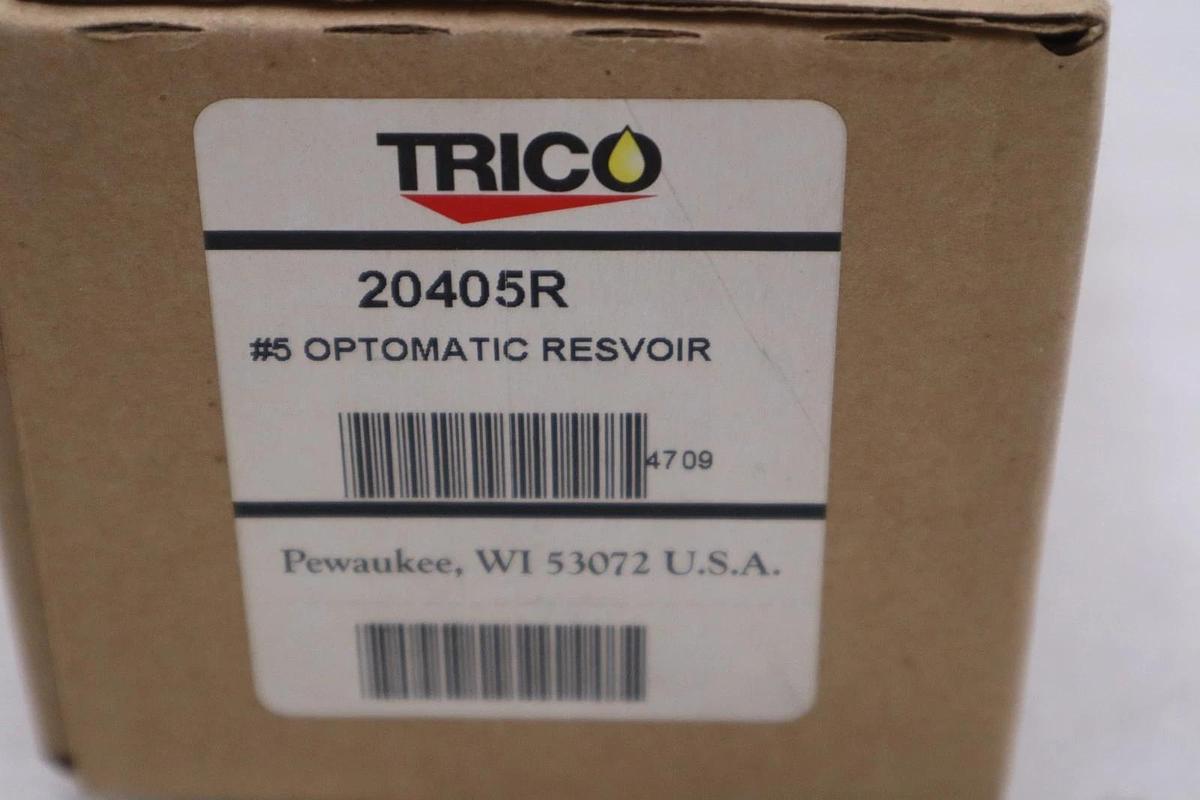 TRICO
20405R
#5 OPTOMATIC RESVOIR
4709
Pewaukee, WI 53072 U.S.A.